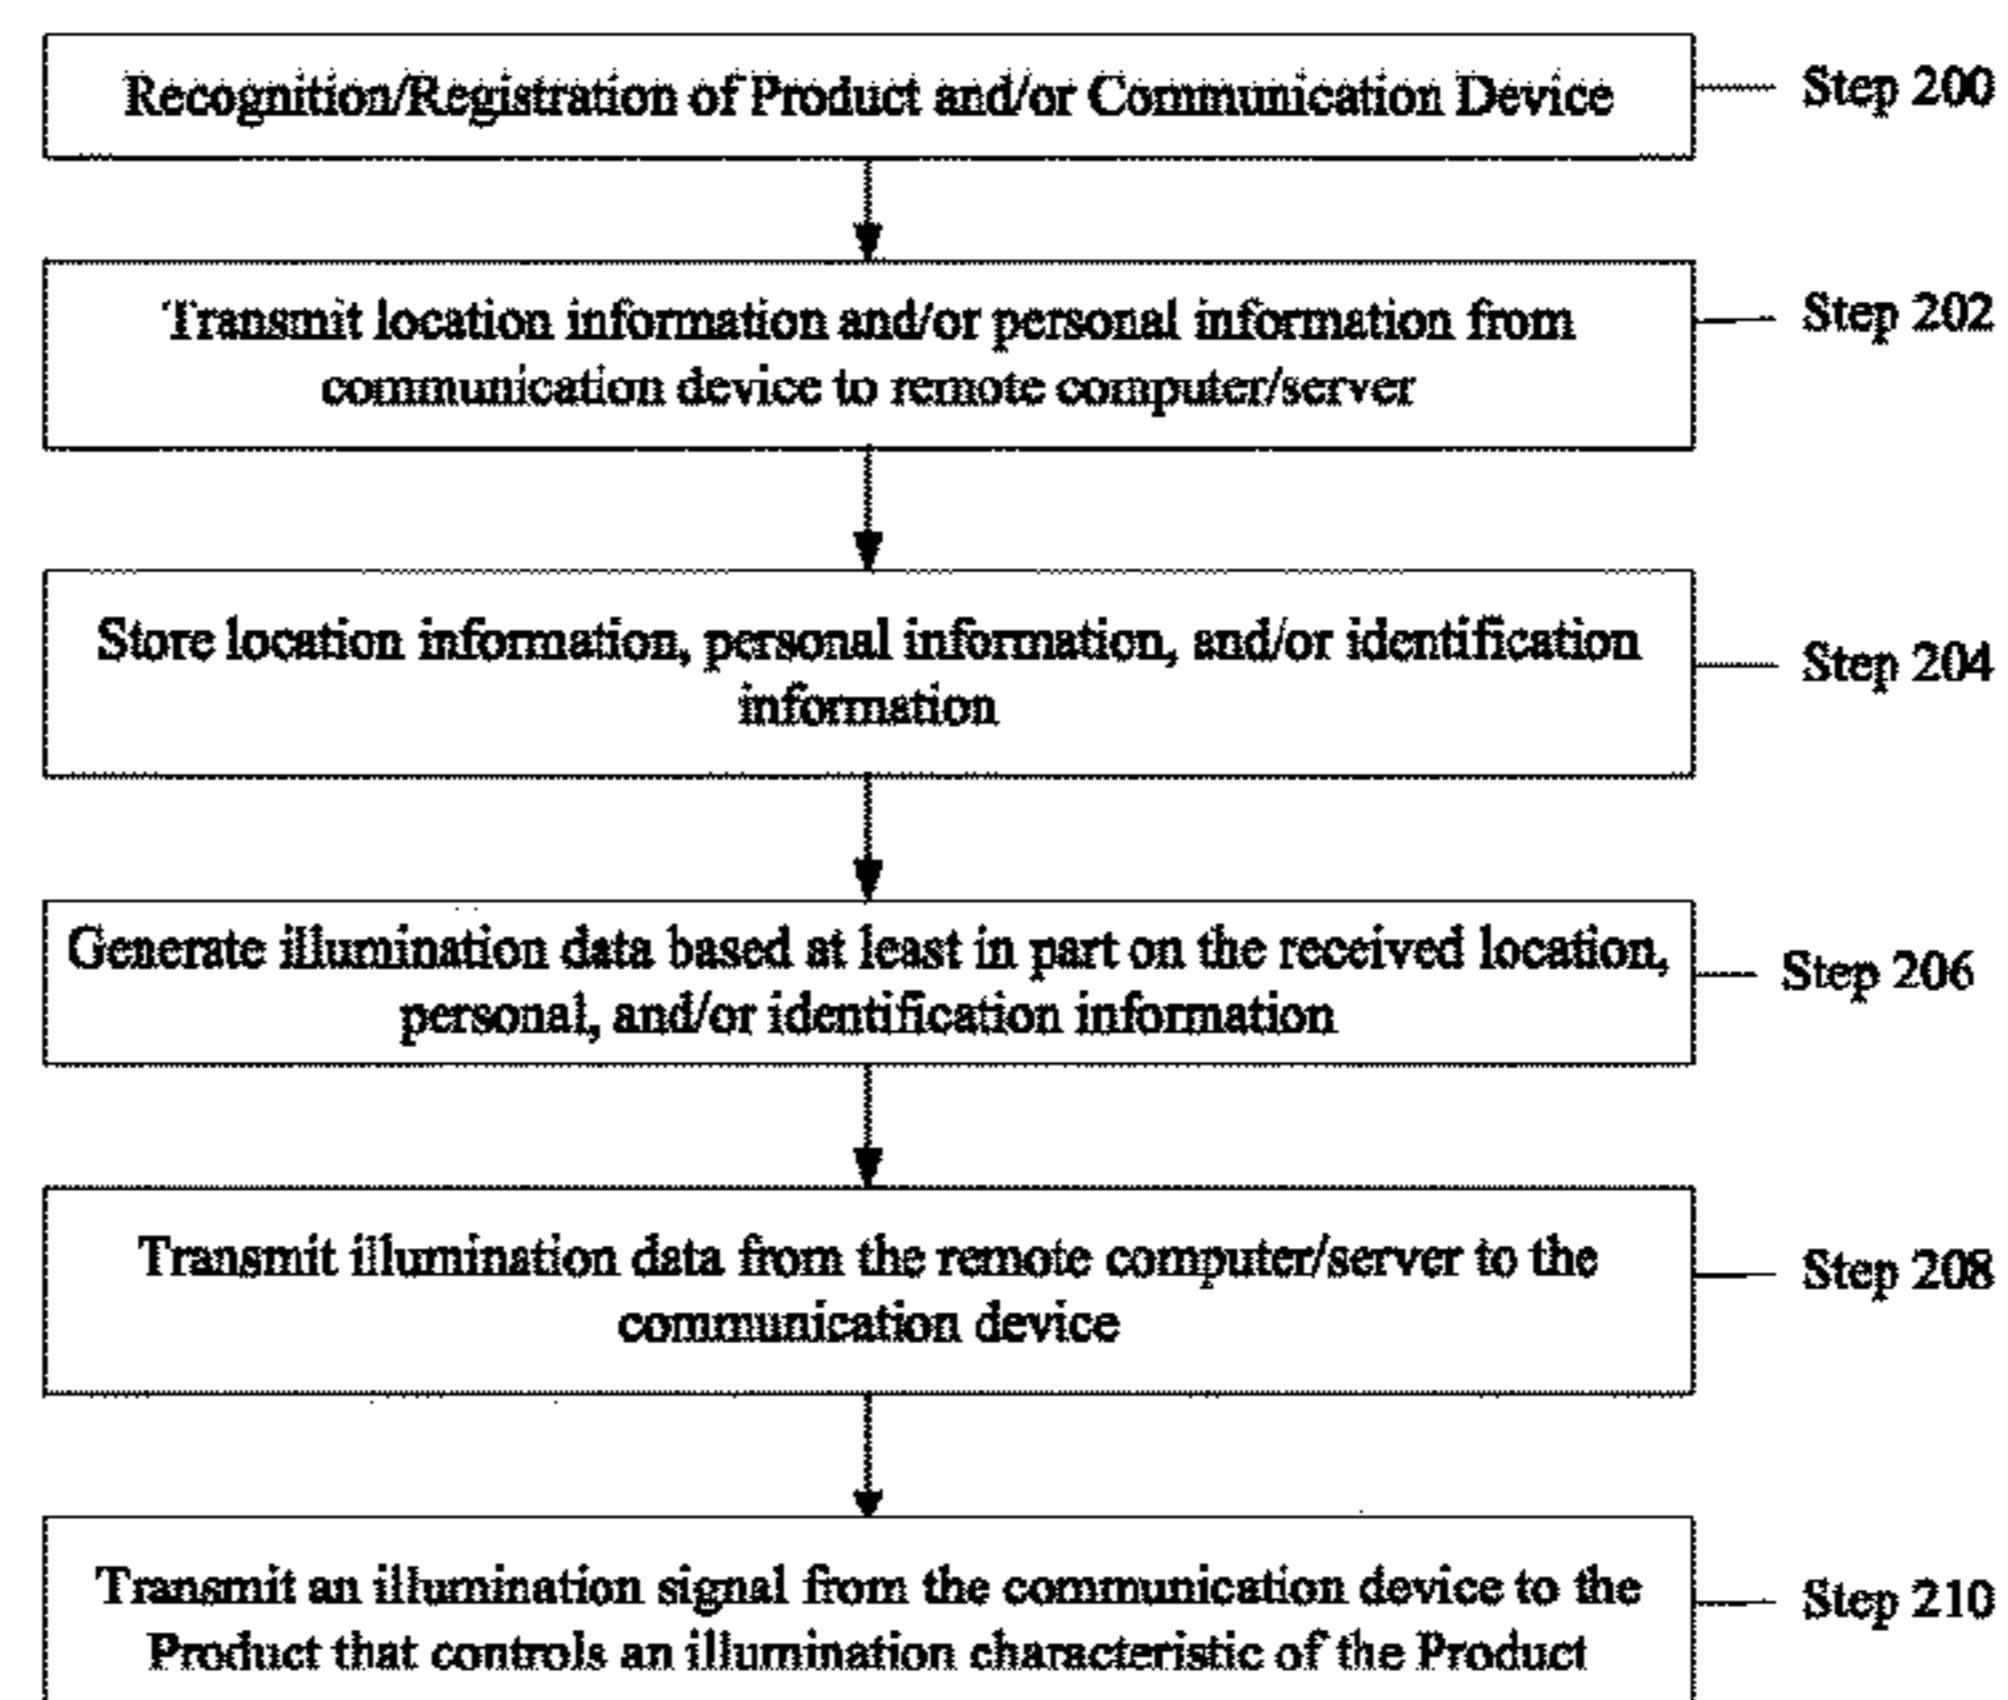 Recognition/Registration of Product and/or Communication Device
Step 200
Transmit location information and/or personal information from
communication device to remote computer/server
Step 202
Store location information, personal information, and/or identification
information
Step 204
Generate illumination data based at least in part on the received location,
personal, and/or identification information
Step 206
Transmit illumination data from the remote computer/server to the
communication device
Step 208
Transmit an illumination signal from the communication device to the
Product that controls an illumination characteristic of the Product
Step 210